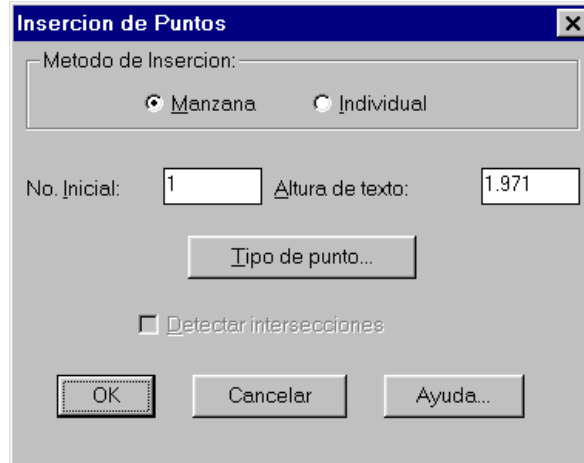 Insercion de Puntos
Metodo de Insercion:
Manzana Individual
No. Inicial: 1 Altura de texto: 1.971
Tipo de punto...
Detectar intersecciones
OK Cancelar Ayuda...